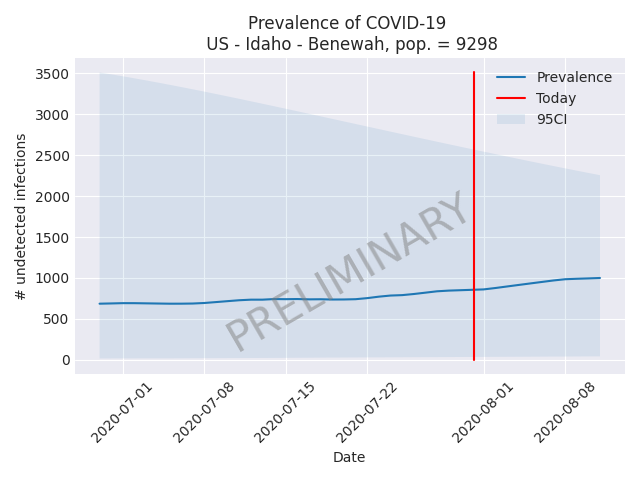 Prevalence of COVID-19
US - Idaho - Benewah, pop. = 9298
3500
3000
2500
2000
1500
1000
500
0
# undetected infections
Prevalence
Today
95CI
PRELIMINARY
2020-07-01
2020-07-08
2020-07-15
2020-07-22
2020-08-01
2020-08-08
Date